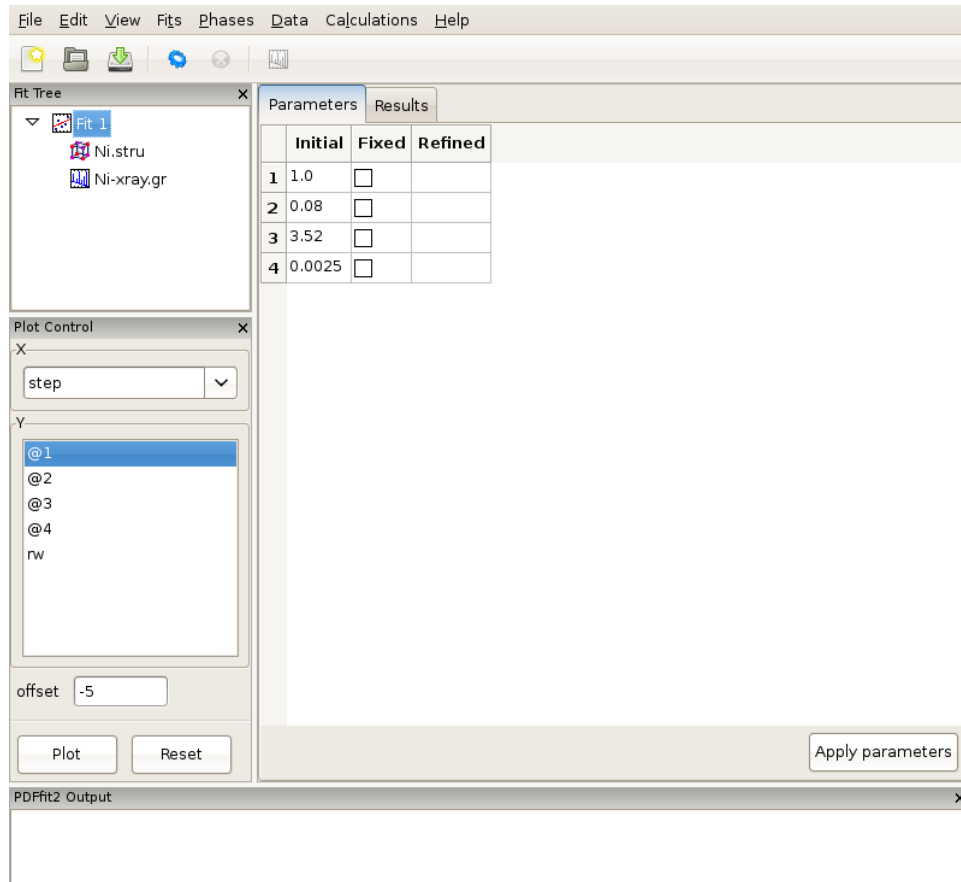 File Edit View Fits Phases Data Calculations Help
Fit Tree x
Fit 1
Ni.stru
Ni-xray.gr
Parameters Results
Initial Fixed Refined
1 1.0
2 0.08
3 3.52
4 0.0025
Plot Control x
X
step
Y
@1
@2
@3
@4
rw
offset -5
Plot Reset
Apply parameters
PDFfit2 Output x